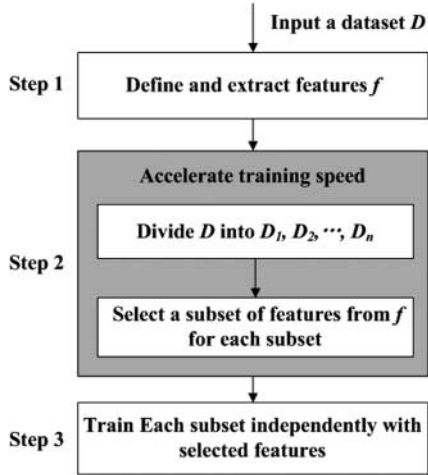 Input a dataset D
Step 1
Define and extract features f
Accelerate training speed
Divide D into D1, D2, ···, Dn
Step 2
Select a subset of features from f
for each subset
Step 3
Train Each subset independently with
selected features